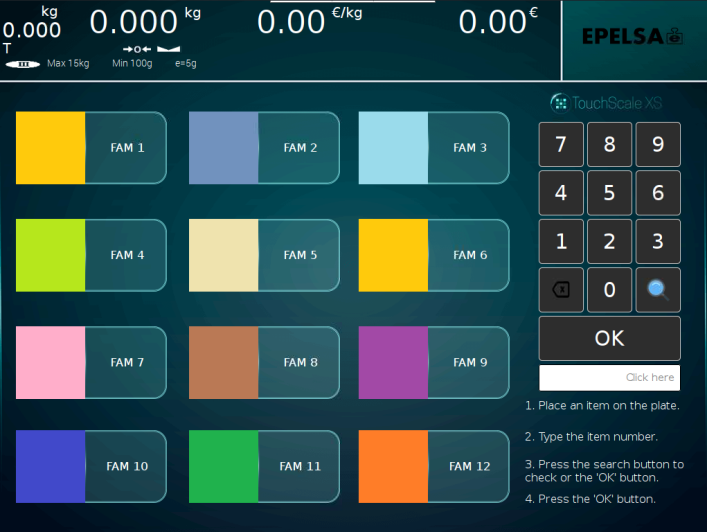 kg
0.000
T
0.000 kg
0.00 €/kg
0.00 €
→0←
Max 15kg Min 100g e=5g
EPELSA
TouchScale XS
FAM 1 FAM 2 FAM 3
FAM 4 FAM 5 FAM 6
FAM 7 FAM 8 FAM 9
FAM 10 FAM 11 FAM 12
7 8 9
4 5 6
1 2 3
0
OK
Click here
1. Place an item on the plate.
2. Type the item number.
3. Press the search button to
check or the 'OK' button.
4. Press the 'OK' button.